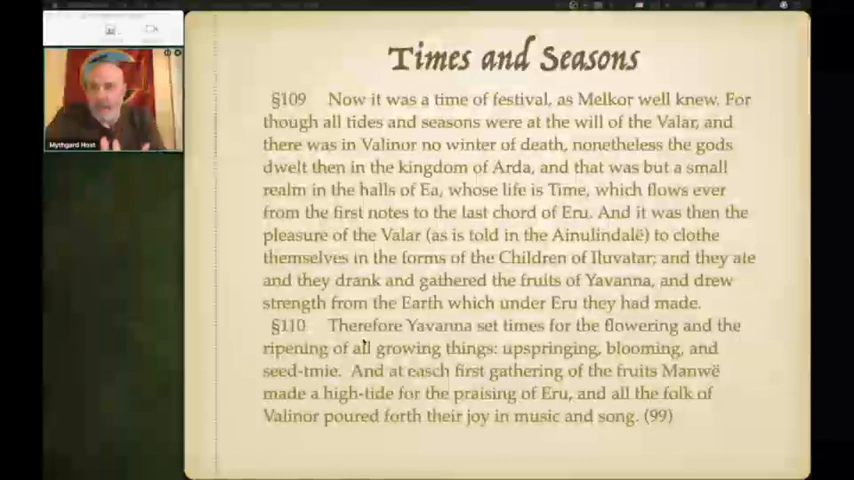 Times and Seasons
§109 Now it was a time of festival, as Melkor well knew. For
though all tides and seasons were at the will of the Valar, and
there was in Valinor no winter of death, nonetheless the gods
dwelt then in the kingdom of Arda, and that was but a small
realm in the halls of Ea, whose life is Time, which flows ever
from the first notes to the last chord of Eru. And it was then the
pleasure of the Valar (as is told in the Ainulindalë) to clothe
themselves in the forms of the Children of Iluvatar; and they ate
and they drank and gathered the fruits of Yavanna, and drew
strength from the Earth which under Eru they had made.
§110 Therefore Yavanna set times for the flowering and the
ripening of all growing things: upspringing, blooming, and
seed-tmie. And at easch first gathering of the fruits Manwë
made a high-tide for the praising of Eru, and all the folk of
Valinor poured forth their joy in music and song. (99)
Mythgard Host